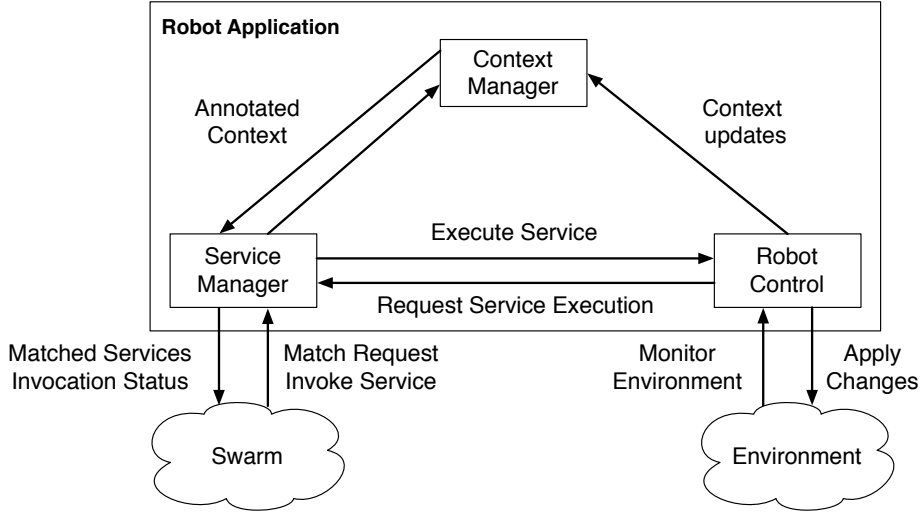 Robot Application
Context
Manager
Annotated
Context
Context
updates
Execute Service
Service
Manager
Robot
Control
Request Service Execution
Matched Services
Invocation Status
Match Request
Invoke Service
Monitor
Environment
Apply
Changes
Swarm
Environment